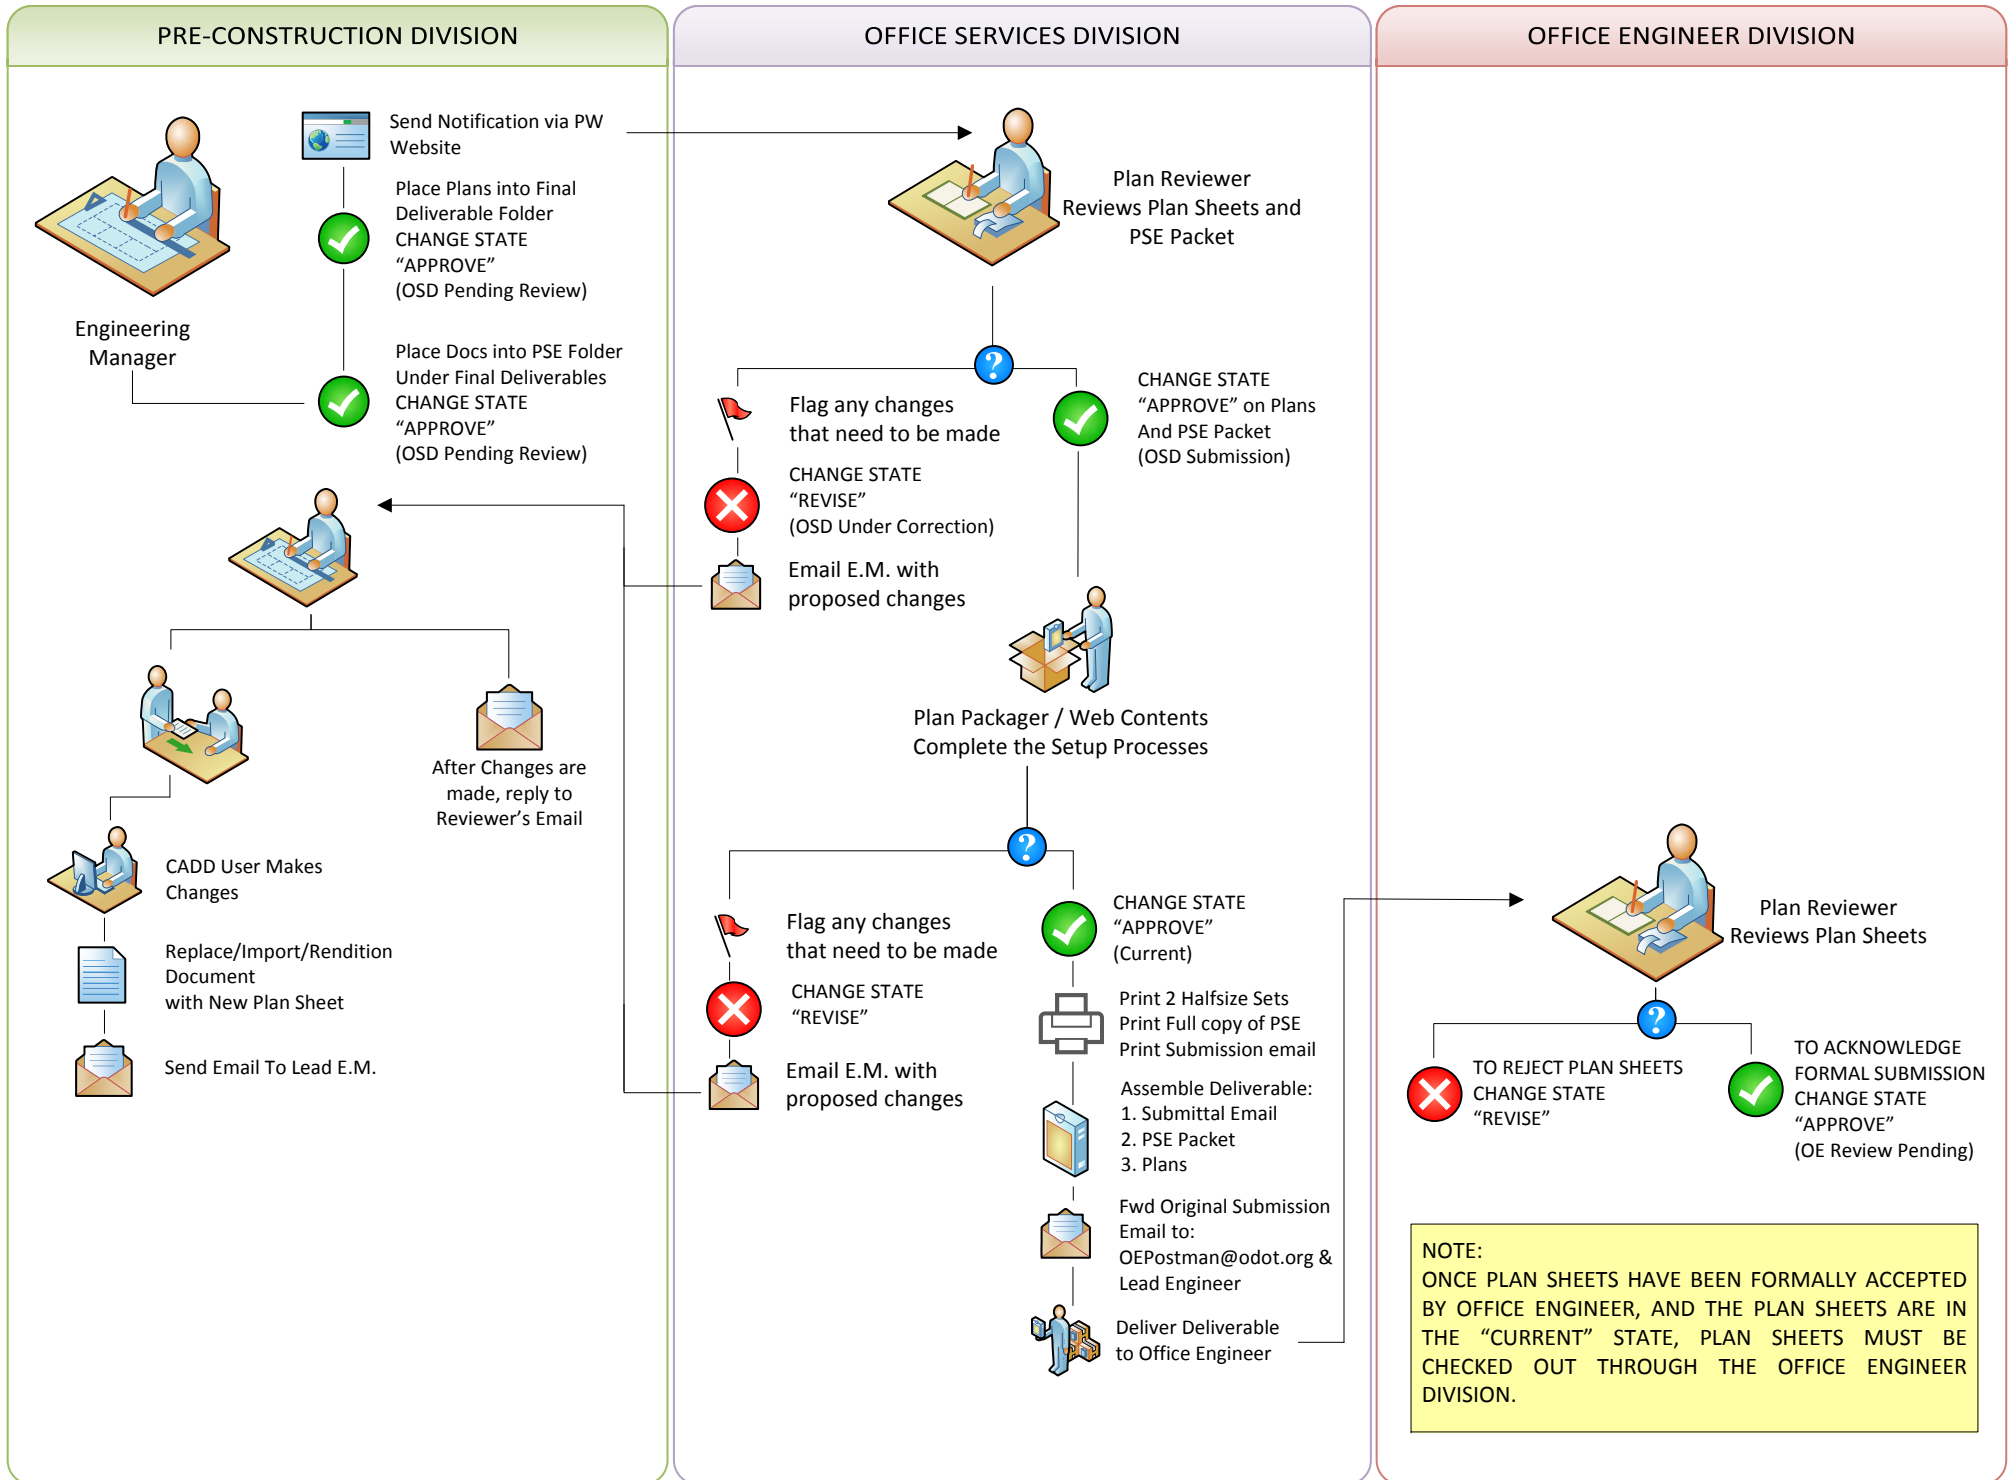 PRE-CONSTRUCTION DIVISION
Send Notification via PW
Website
Place Plans into Final
Deliverable Folder
CHANGE STATE
“APPROVE”
(OSD Pending Review)
Engineering
Manager
Place Docs into PSE Folder
Under Final Deliverables
CHANGE STATE
“APPROVE”
(OSD Pending Review)
After Changes are
made, reply to
Reviewer’s Email
CADD User Makes
Changes
Replace/Import/Rendition
Document
with New Plan Sheet
Send Email To Lead E.M.
OFFICE SERVICES DIVISION
Plan Reviewer
Reviews Plan Sheets and
PSE Packet
?
Flag any changes
that need to be made
CHANGE STATE
“REVISE”
(OSD Under Correction)
Email E.M. with
proposed changes
CHANGE STATE
“APPROVE” on Plans
And PSE Packet
(OSD Submission)
Plan Packager / Web Contents
Complete the Setup Processes
?
Flag any changes
that need to be made
CHANGE STATE
“REVISE”
Email E.M. with
proposed changes
CHANGE STATE
“APPROVE”
(Current)
Print 2 Halfsize Sets
Print Full copy of PSE
Print Submission email
Assemble Deliverable:
1. Submittal Email
2. PSE Packet
3. Plans
Fwd Original Submission
Email to:
OEPostman@odot.org &
Lead Engineer
Deliver Deliverable
to Office Engineer
OFFICE ENGINEER DIVISION
Plan Reviewer
Reviews Plan Sheets
?
TO REJECT PLAN SHEETS
CHANGE STATE
“REVISE”
TO ACKNOWLEDGE
FORMAL SUBMISSION
CHANGE STATE
“APPROVE”
(OE Review Pending)
NOTE:
ONCE PLAN SHEETS HAVE BEEN FORMALLY ACCEPTED
BY OFFICE ENGINEER, AND THE PLAN SHEETS ARE IN
THE “CURRENT” STATE, PLAN SHEETS MUST BE
CHECKED OUT THROUGH THE OFFICE ENGINEER
DIVISION.